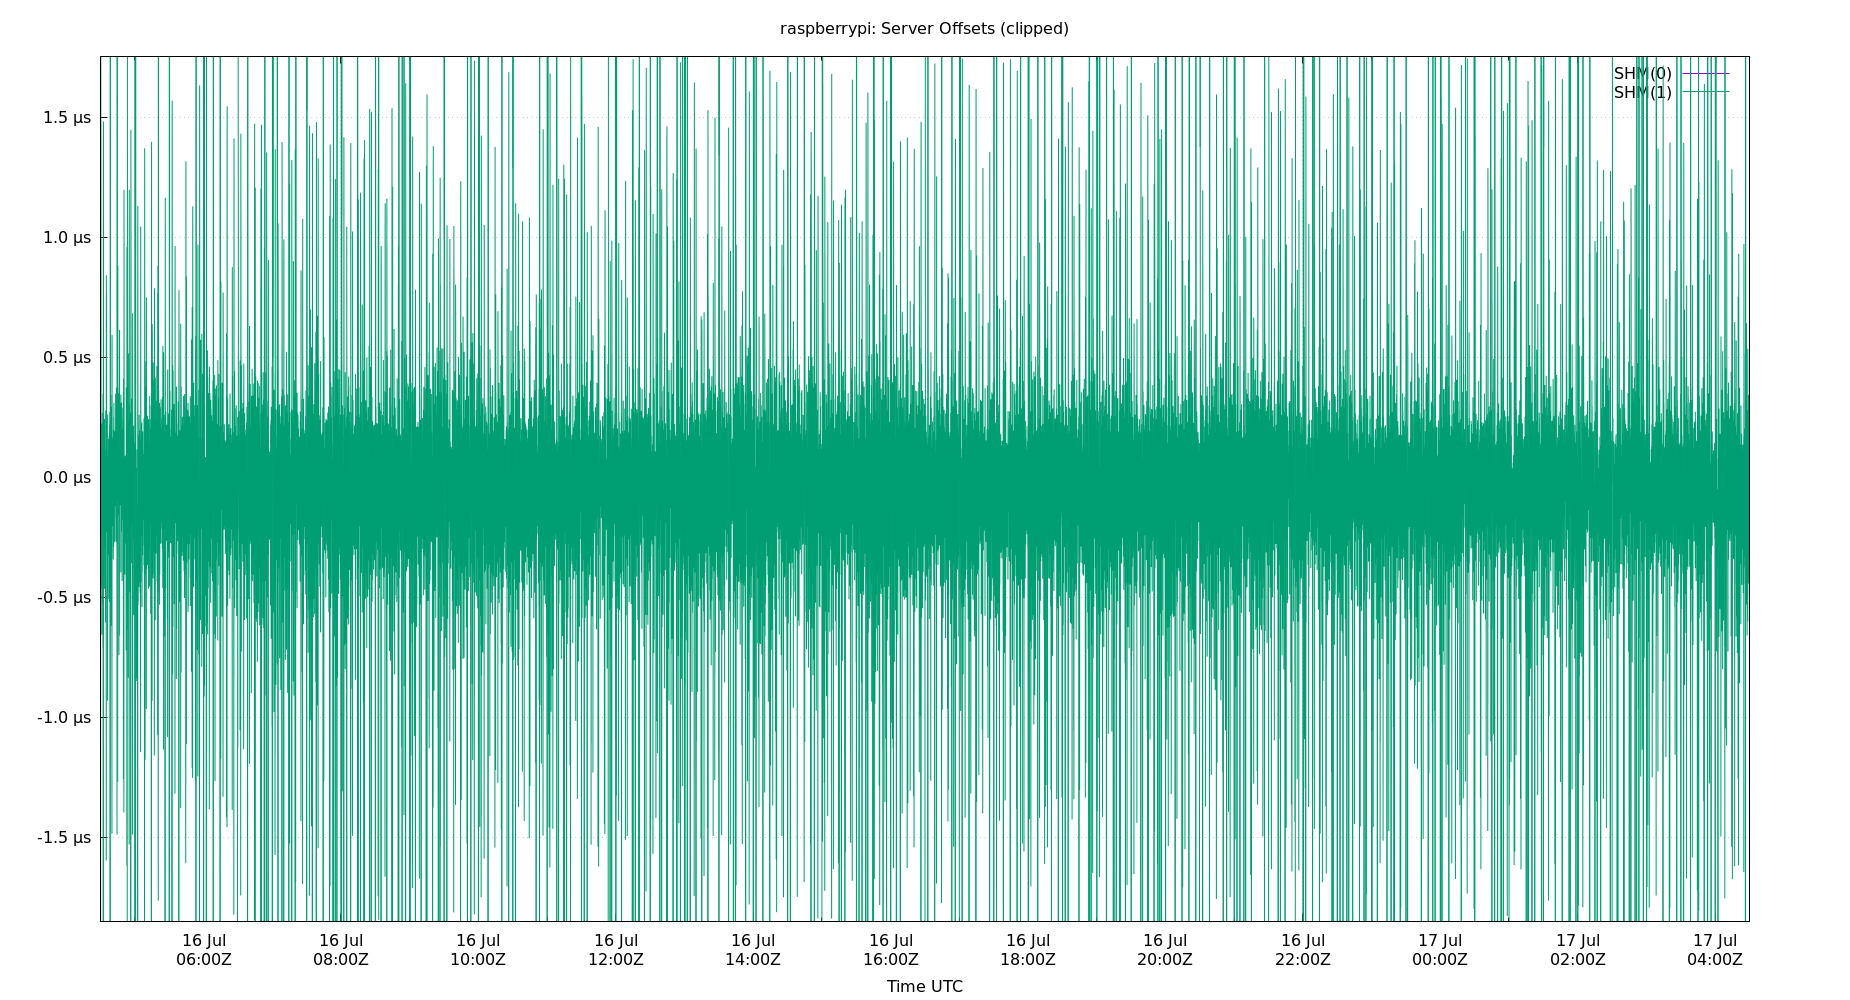 raspberrypi: Server Offsets (clipped)
SHM(0)
SHM(1)
1.5 µs
1.0 µs
0.5 µs
0.0 µs
-0.5 µs
-1.0 µs
-1.5 µs
16 Jul 16 Jul 16 Jul 16 Jul 16 Jul 16 Jul 16 Jul 16 Jul 16 Jul 17 Jul 17 Jul 17 Jul
06:00Z 08:00Z 10:00Z 12:00Z 14:00Z 16:00Z 18:00Z 20:00Z 22:00Z 00:00Z 02:00Z 04:00Z
Time UTC